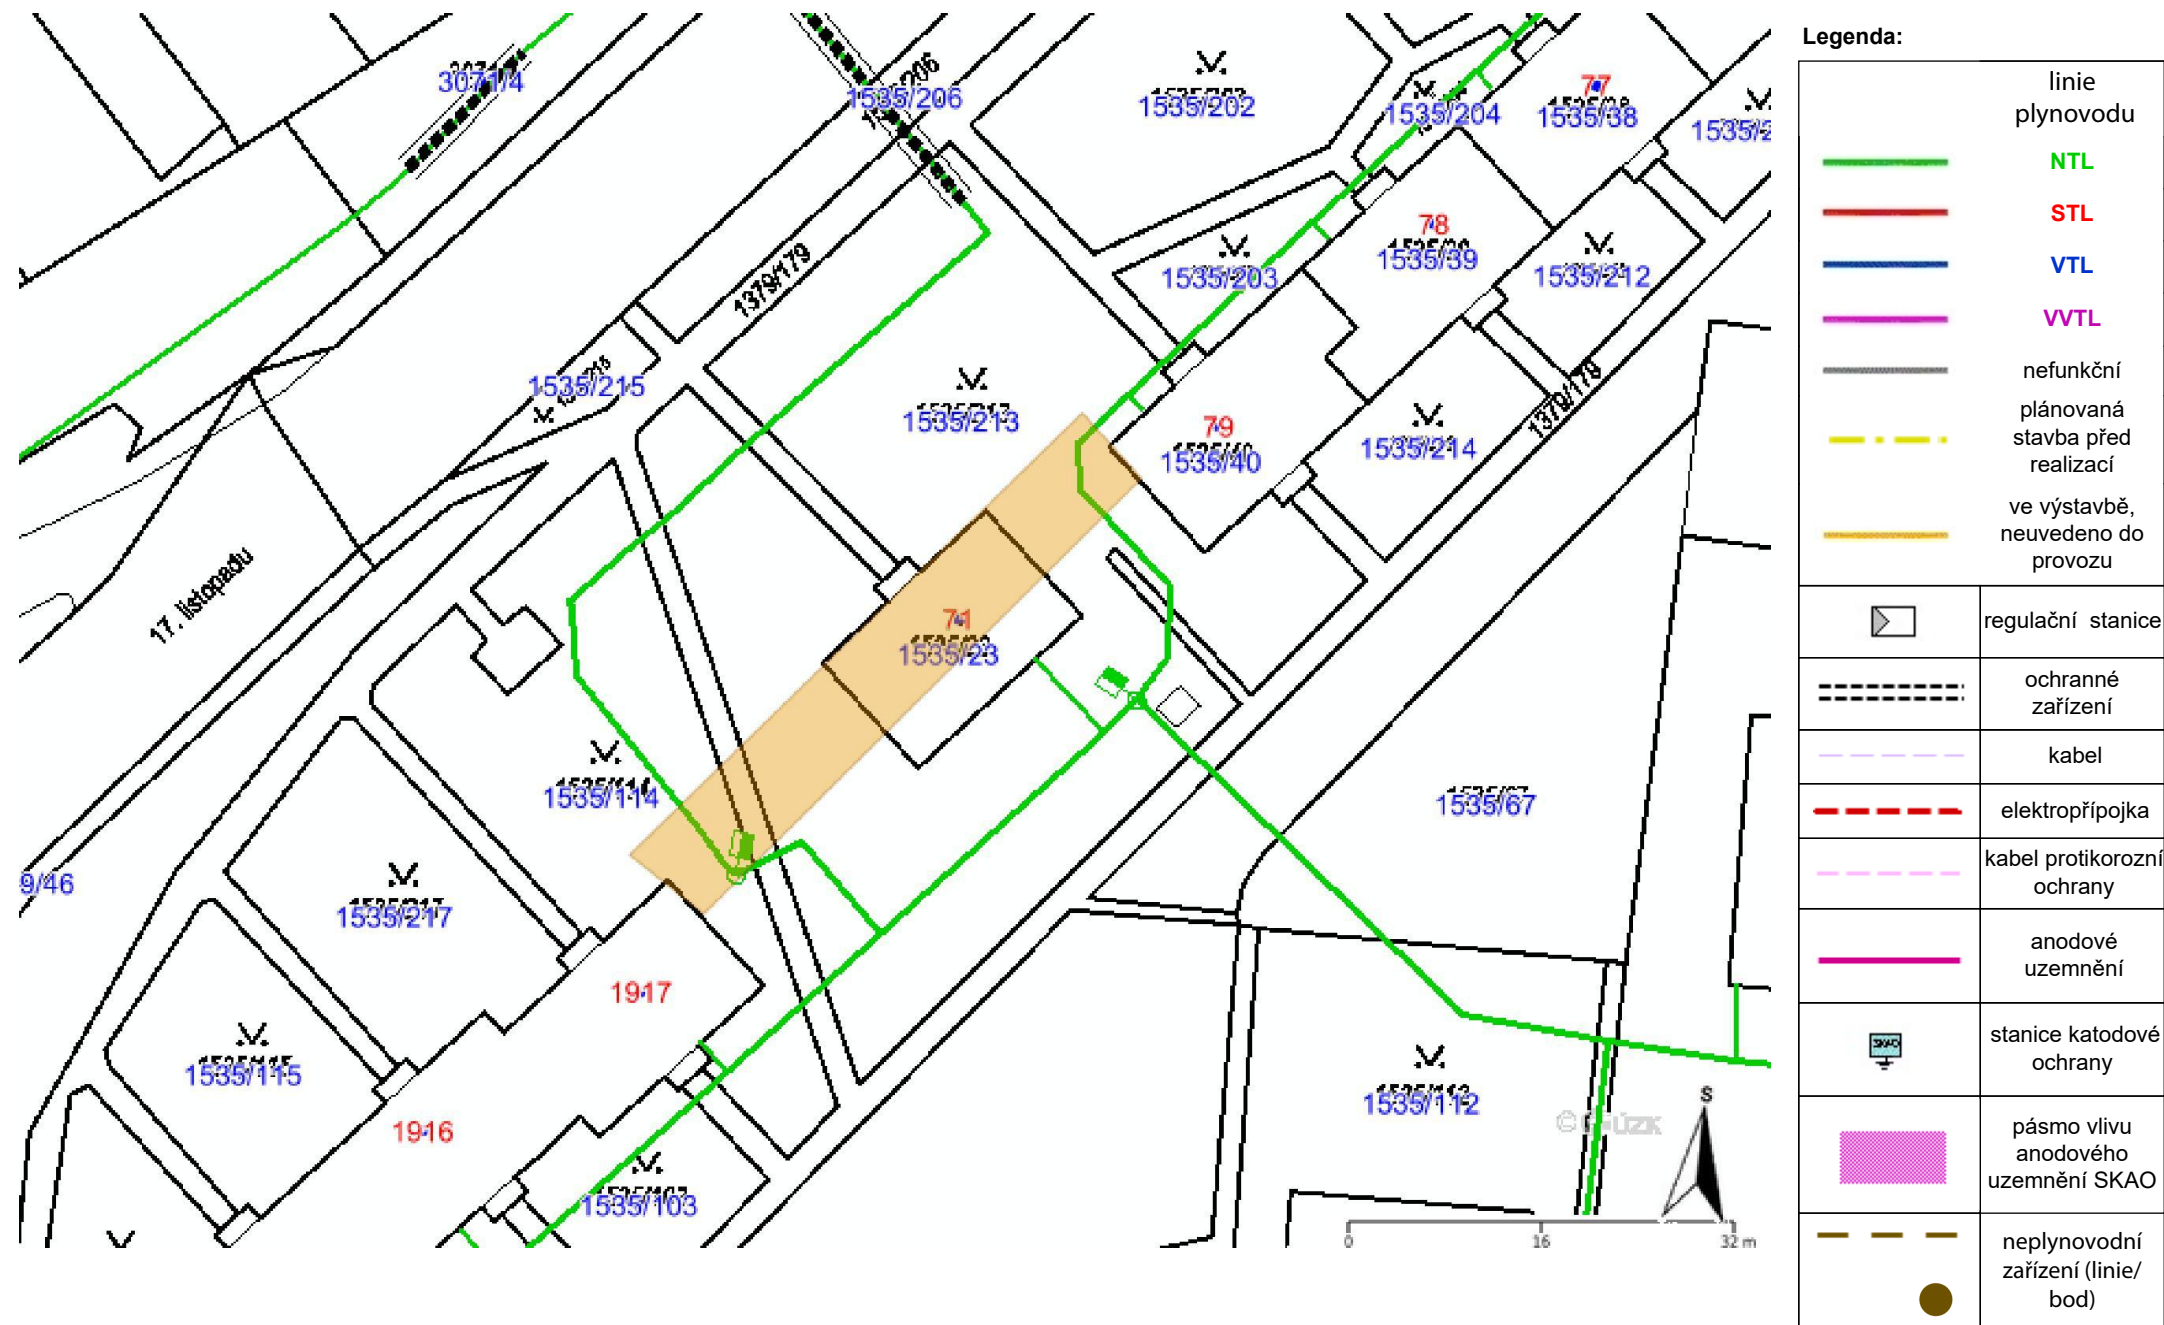 3071/4
1535/206
1535/202
1535/204
77
1535/38
1535/2
78
1535/39
1535/203
1535/212
1379/179
1535/215
1535/213
79
1535/40
1535/214
1379/179
17. listopadu
71
1535/23
1535/114
1535/67
9/46
1535/217
1917
1535/115
1916
1535/112
1535/103
S
0 16 32 m
Legenda:
linie
plynovodu
NTL
STL
VTL
VVTL
nefunkční
plánovaná
stavba před
realizací
ve výstavbě,
neuvedeno do
provozu
regulační stanice
ochranné
zařízení
kabel
elektropřípojka
kabel protikorozní
ochrany
anodové
uzemnění
SKAO
stanice katodové
ochrany
pásmo vlivu
anodového
uzemnění SKAO
neplynovodní
zařízení (linie/
bod)